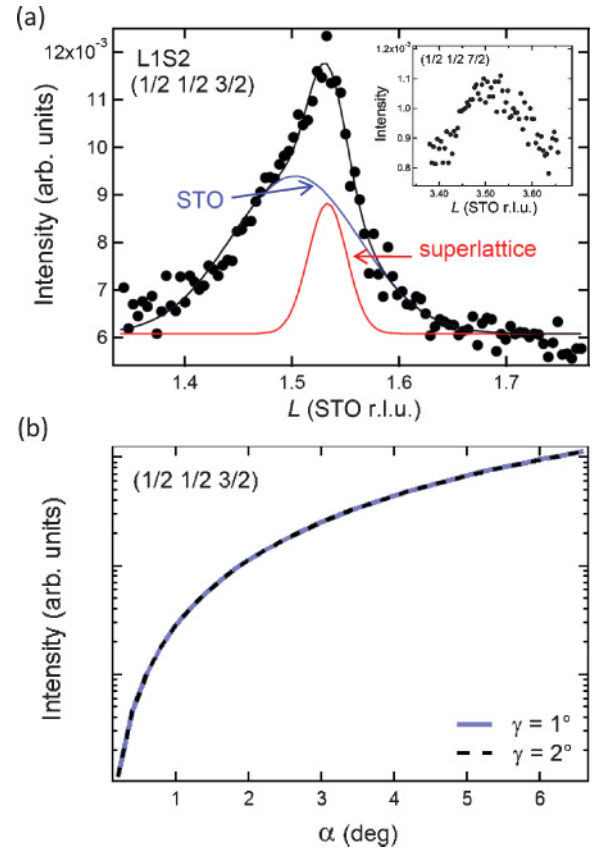 (a)
12x10⁻³
11
10
9
8
7
6
Intensity (arb. units)
L1S2
(1/2 1/2 3/2)
STO
superlattice
1.4
1.5
1.6
1.7
L (STO r.l.u.)
1.2x10⁻³
1.1
1.0
0.9
0.8
Intensity
(1/2 1/2 7/2)
3.40
3.50
3.60
L (STO r.l.u.)
(b)
Intensity (arb. units)
(1/2 1/2 3/2)
γ = 1°
γ = 2°
1
2
3
4
5
6
α (deg)